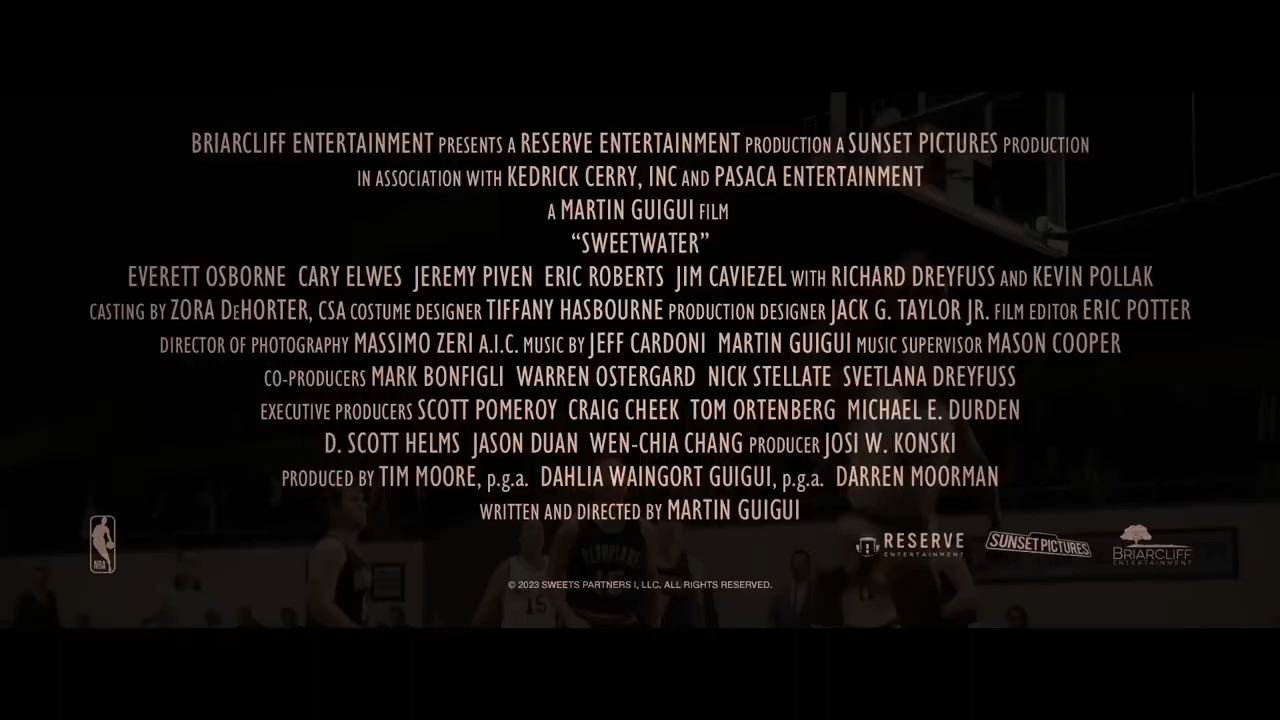 BRIARCLIFF ENTERTAINMENT PRESENTS A RESERVE ENTERTAINMENT PRODUCTION A SUNSET PICTURES PRODUCTION
IN ASSOCIATION WITH KEDRICK CERRY, INC AND PASACA ENTERTAINMENT
A MARTIN GUIGUI FILM
“SWEETWATER”
EVERETT OSBORNE CARY ELWES JEREMY PIVEN ERIC ROBERTS JIM CAVIEZEL WITH RICHARD DREYFUSS AND KEVIN POLLAK
CASTING BY ZORA DeHORTER, CSA COSTUME DESIGNER TIFFANY HASBOURNE PRODUCTION DESIGNER JACK G. TAYLOR JR. FILM EDITOR ERIC POTTER
DIRECTOR OF PHOTOGRAPHY MASSIMO ZERI A.I.C. MUSIC BY JEFF CARDONI MARTIN GUIGUI MUSIC SUPERVISOR MASON COOPER
CO-PRODUCERS MARK BONFIGLI WARREN OSTERGARD NICK STELLATE SVETLANA DREYFUSS
EXECUTIVE PRODUCERS SCOTT POMEROY CRAIG CHEEK TOM ORTENBERG MICHAEL E. DURDEN
D. SCOTT HELMS JASON DUAN WEN-CHIA CHANG PRODUCER JOSI W. KONSKI
PRODUCED BY TIM MOORE, p.g.a. DAHLIA WAINGORT GUIGUI, p.g.a. DARREN MOORMAN
WRITTEN AND DIRECTED BY MARTIN GUIGUI
NBA
RESERVE
ENTERTAINMENT
SUNSET PICTURES
BRIARCLIFF
ENTERTAINMENT
© 2023 SWEETS PARTNERS I, LLC. ALL RIGHTS RESERVED.
15